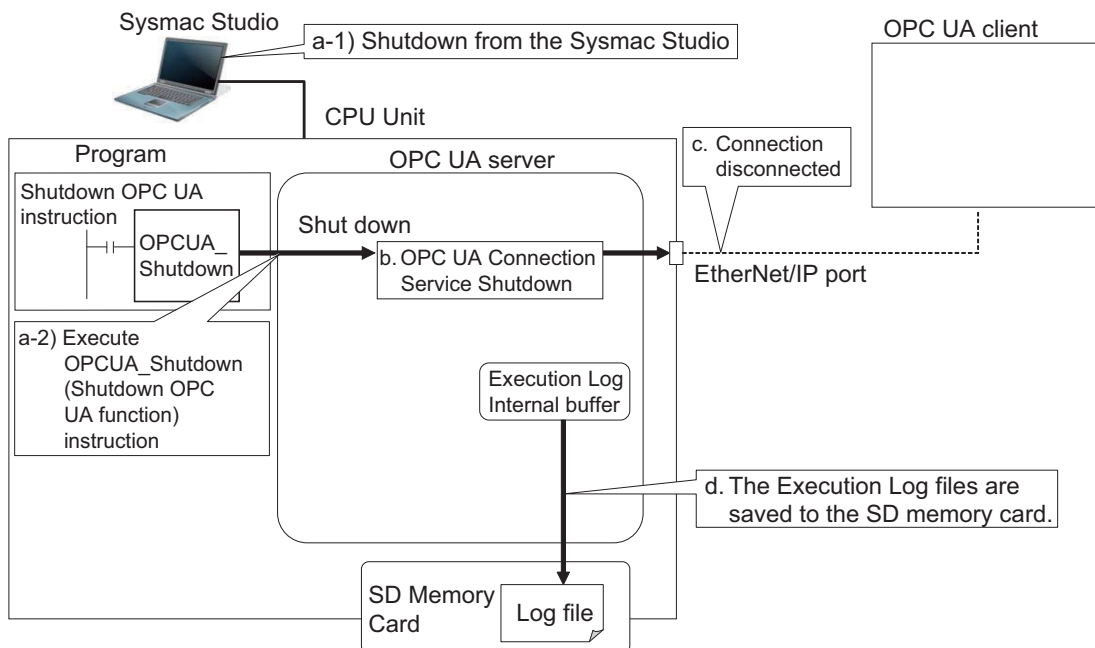 Sysmac Studio
a-1) Shutdown from the Sysmac Studio
OPC UA client
CPU Unit
Program
OPC UA server
c. Connection
disconnected
Shutdown OPC UA
instruction
OPCUA_
Shutdown
Shut down
b. OPC UA Connection
Service Shutdown
EtherNet/IP port
a-2) Execute
OPCUA_Shutdown
(Shutdown OPC
UA function)
instruction
Execution Log
Internal buffer
d. The Execution Log files are
saved to the SD memory card.
SD Memory
Card
Log file